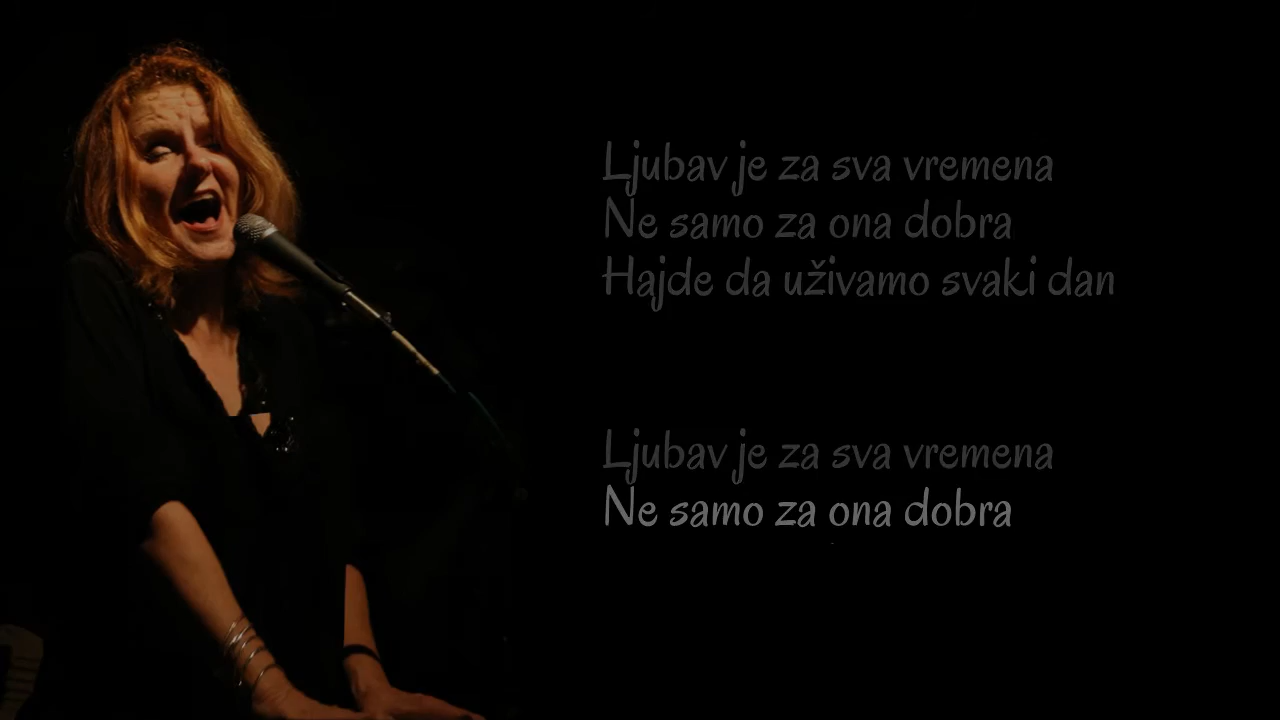 Ljubav je za sva vremena
Ne samo za ona dobra
Hajde da uživamo svaki dan
Ljubav je za sva vremena
Ne samo za ona dobra